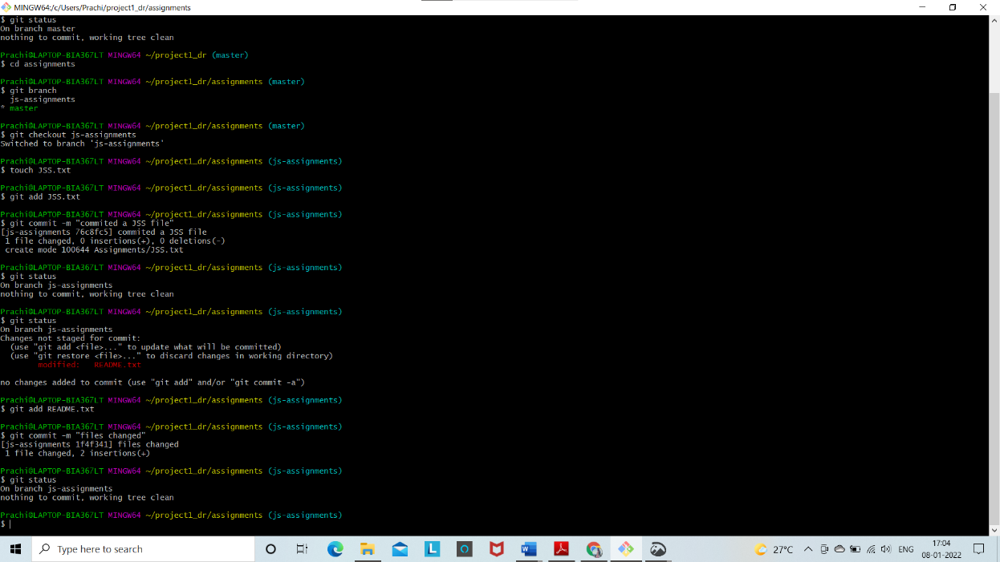 MINGW64:/c/Users/Prachi/project1_dr/assignments
$ git status
On branch master
nothing to commit, working tree clean
Prachi@LAPTOP-BIA367LT MINGW64 ~/project1_dr (master)
$ cd assignments
Prachi@LAPTOP-BIA367LT MINGW64 ~/project1_dr/assignments (master)
$ git branch
  js-assignments
* master
Prachi@LAPTOP-BIA367LT MINGW64 ~/project1_dr/assignments (master)
$ git checkout js-assignments
Switched to branch 'js-assignments'
Prachi@LAPTOP-BIA367LT MINGW64 ~/project1_dr/assignments (js-assignments)
$ touch JSS.txt
Prachi@LAPTOP-BIA367LT MINGW64 ~/project1_dr/assignments (js-assignments)
$ git add JSS.txt
Prachi@LAPTOP-BIA367LT MINGW64 ~/project1_dr/assignments (js-assignments)
$ git commit -m "commited a JSS file"
[js-assignments 76c8fc5] commited a JSS file
 1 file changed, 0 insertions(+), 0 deletions(-)
 create mode 100644 Assignments/JSS.txt
Prachi@LAPTOP-BIA367LT MINGW64 ~/project1_dr/assignments (js-assignments)
$ git status
On branch js-assignments
nothing to commit, working tree clean
Prachi@LAPTOP-BIA367LT MINGW64 ~/project1_dr/assignments (js-assignments)
$ git status
On branch js-assignments
Changes not staged for commit:
  (use "git add <file>..." to update what will be committed)
  (use "git restore <file>..." to discard changes in working directory)
        modified:   README.txt
no changes added to commit (use "git add" and/or "git commit -a")
Prachi@LAPTOP-BIA367LT MINGW64 ~/project1_dr/assignments (js-assignments)
$ git add README.txt
Prachi@LAPTOP-BIA367LT MINGW64 ~/project1_dr/assignments (js-assignments)
$ git commit -m "files changed"
[js-assignments 1f4f341] files changed
 1 file changed, 2 insertions(+)
Prachi@LAPTOP-BIA367LT MINGW64 ~/project1_dr/assignments (js-assignments)
$ git status
On branch js-assignments
nothing to commit, working tree clean
Prachi@LAPTOP-BIA367LT MINGW64 ~/project1_dr/assignments (js-assignments)
$
Type here to search
27°C
ENG
17:04
08-01-2022